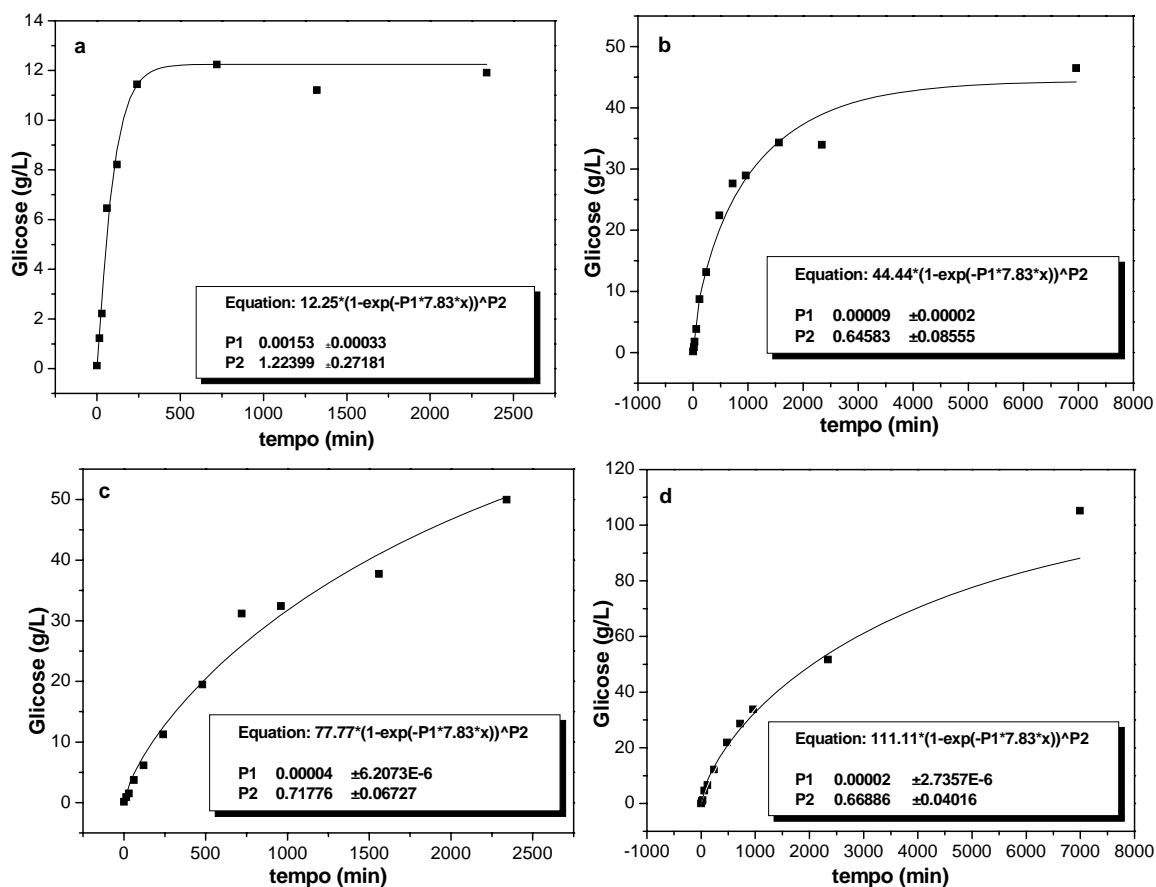 a
14
12
10
8
6
4
2
0
Glicose (g/L)
Equation: 12.25*(1-exp(-P1*7.83*x))^P2
P1 0.00153 ±0.00033
P2 1.22399 ±0.27181
0 500 1000 1500 2000 2500
tempo (min)
b
50
40
30
20
10
0
Glicose (g/L)
Equation: 44.44*(1-exp(-P1*7.83*x))^P2
P1 0.00009 ±0.00002
P2 0.64583 ±0.08555
-1000 0 1000 2000 3000 4000 5000 6000 7000 8000
tempo (min)
c
50
40
30
20
10
0
Glicose (g/L)
Equation: 77.77*(1-exp(-P1*7.83*x))^P2
P1 0.00004 ±6.2073E-6
P2 0.71776 ±0.06727
0 500 1000 1500 2000 2500
tempo (min)
d
120
100
80
60
40
20
0
Glicose (g/L)
Equation: 111.11*(1-exp(-P1*7.83*x))^P2
P1 0.00002 ±2.7357E-6
P2 0.66886 ±0.04016
-1000 0 1000 2000 3000 4000 5000 6000 7000 8000
tempo (min)